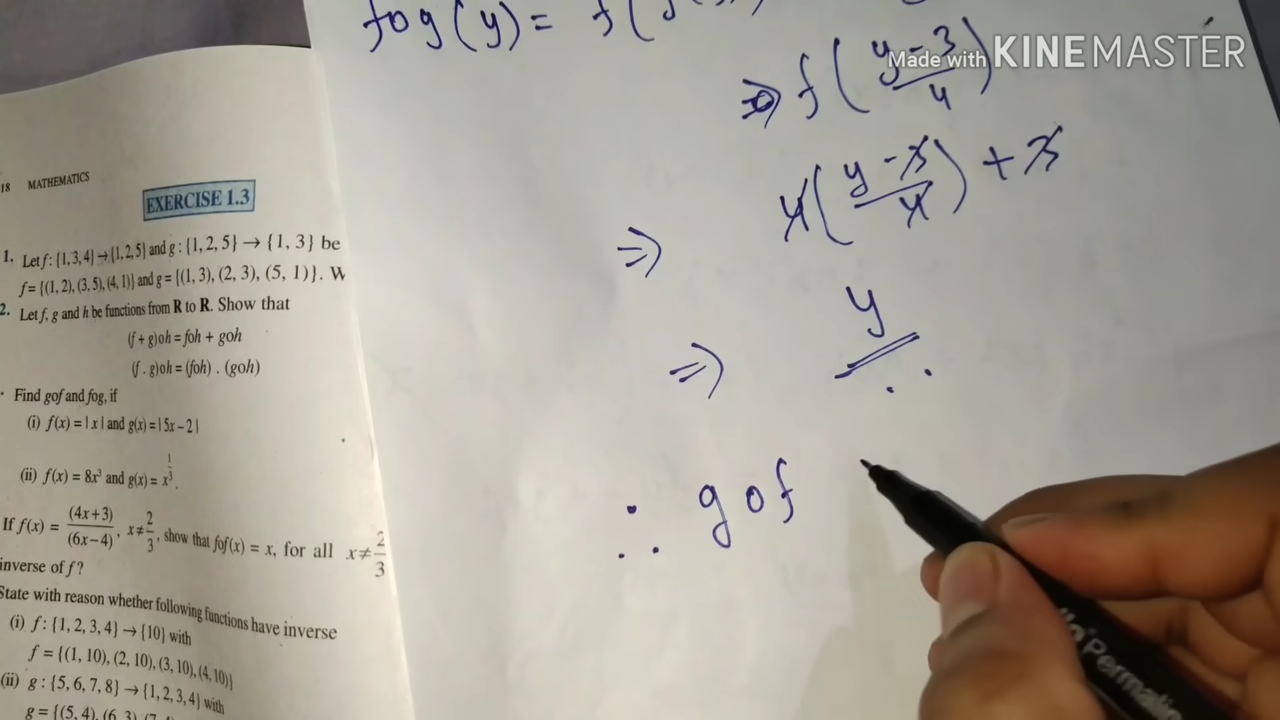 fog(y) = f(
⇒ f(y-3/4)
Made with KINEMASTER
⇒ 4(y-3/4) + 3
⇒ y
∴ gof
18 MATHEMATICS
EXERCISE 1.3
1. Let f : {1, 3, 4} → {1, 2, 5} and g : {1, 2, 5} → {1, 3} be
f = {(1, 2), (3, 5), (4, 1)} and g = {(1, 3), (2, 3), (5, 1)}. W
2. Let f, g and h be functions from R to R. Show that
(f + g)oh = foh + goh
(f . g)oh = (foh) . (goh)
Find gof and fog, if
(i) f(x) = | x | and g(x) = | 5x – 2 |
(ii) f(x) = 8x³ and g(x) = x^(1/3).
If f(x) = (4x+3)/(6x–4), x ≠ 2/3, show that fof(x) = x, for all x ≠ 2/3
inverse of f?
State with reason whether following functions have inverse
(i) f : {1, 2, 3, 4} → {10} with
f = {(1, 10), (2, 10), (3, 10), (4, 10)}
(ii) g : {5, 6, 7, 8} → {1, 2, 3, 4} with
g = {(5, 4), (6, 3), (7, 4)
Permatic